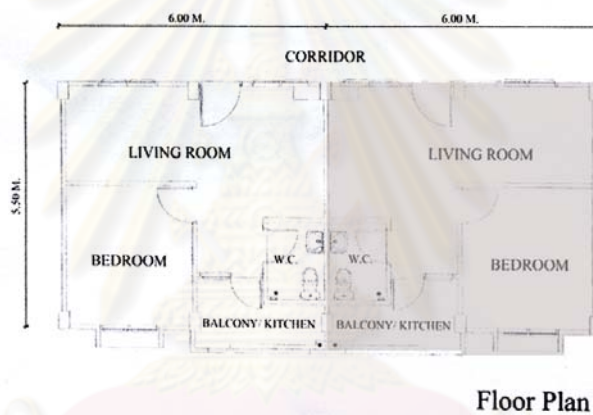 6.00 M. 6.00 M.
CORRIDOR
LIVING ROOM LIVING ROOM
5.50 M.
BEDROOM W.C. W.C. BEDROOM
BALCONY/ KITCHEN BALCONY/ KITCHEN
Floor Plan